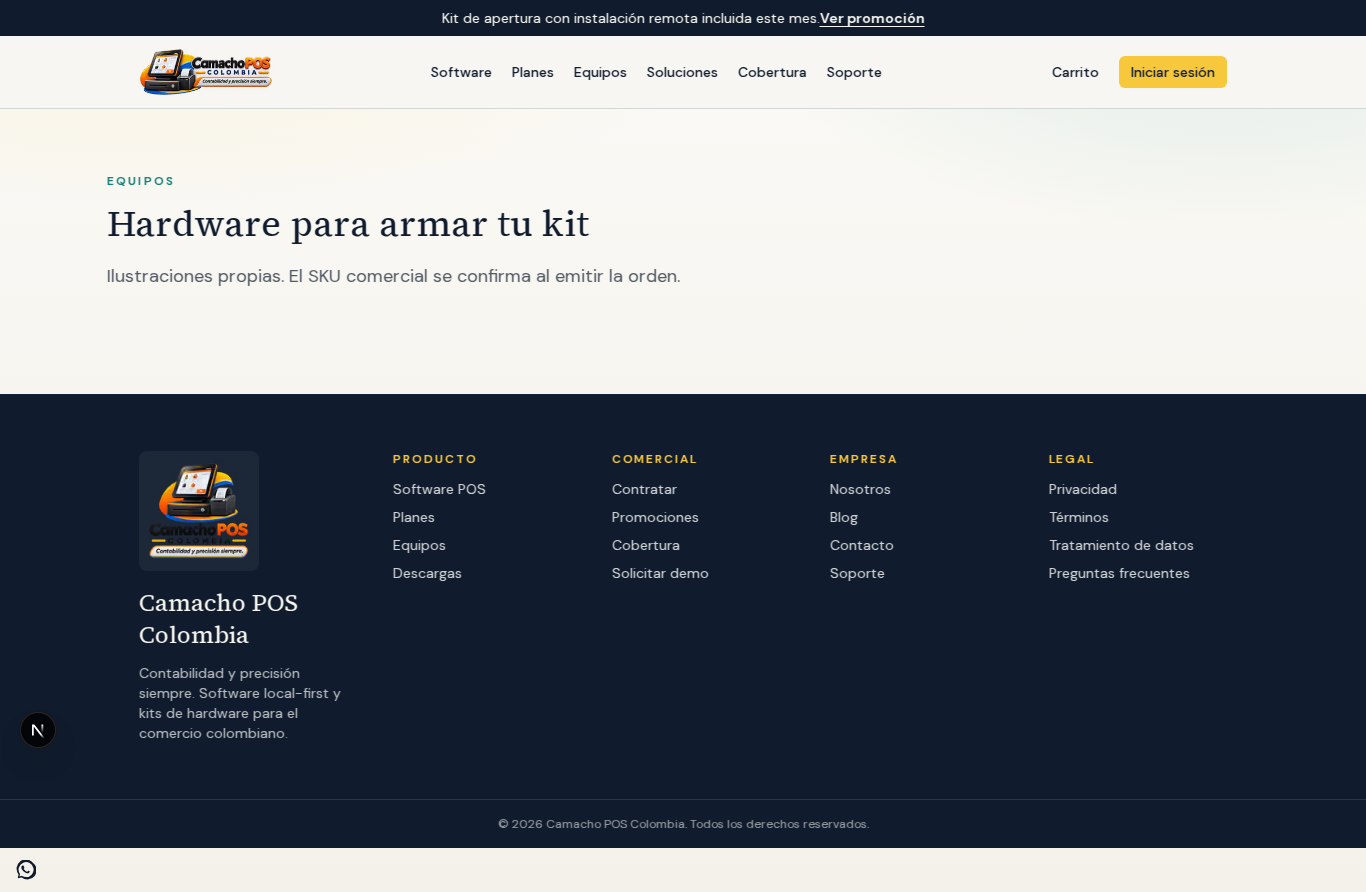 Kit de apertura con instalación remota incluida este mes.Ver promoción
CamachoPOS
COLOMBIA
Contabilidad y precisión siempre.
Software Planes Equipos Soluciones Cobertura Soporte
Carrito Iniciar sesión
EQUIPOS
Hardware para armar tu kit
Ilustraciones propias. El SKU comercial se confirma al emitir la orden.
CamachoPOS
COLOMBIA
Contabilidad y precisión siempre.
Camacho POS
Colombia
Contabilidad y precisión
siempre. Software local-first y
kits de hardware para el
comercio colombiano.
PRODUCTO
Software POS
Planes
Equipos
Descargas
COMERCIAL
Contratar
Promociones
Cobertura
Solicitar demo
EMPRESA
Nosotros
Blog
Contacto
Soporte
LEGAL
Privacidad
Términos
Tratamiento de datos
Preguntas frecuentes
N
© 2026 Camacho POS Colombia. Todos los derechos reservados.